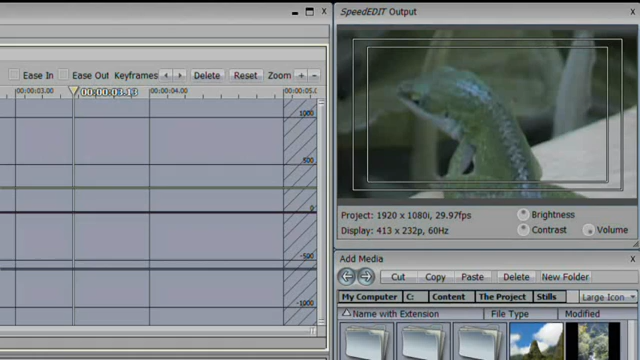 SpeedEDIT Output
Ease In Ease Out Keyframes Delete Reset Zoom + -
00:00:03.00 00:00:03.13 00:00:04.00 00:00:05.
1000
500
0
-500
-1000
Project: 1920 x 1080i, 29.97fps
Display: 413 x 232p, 60Hz
Brightness
Contrast
Volume
Add Media
Cut Copy Paste Delete New Folder
My Computer C: Content The Project Stills Large Icon
Name with Extension File Type Modified